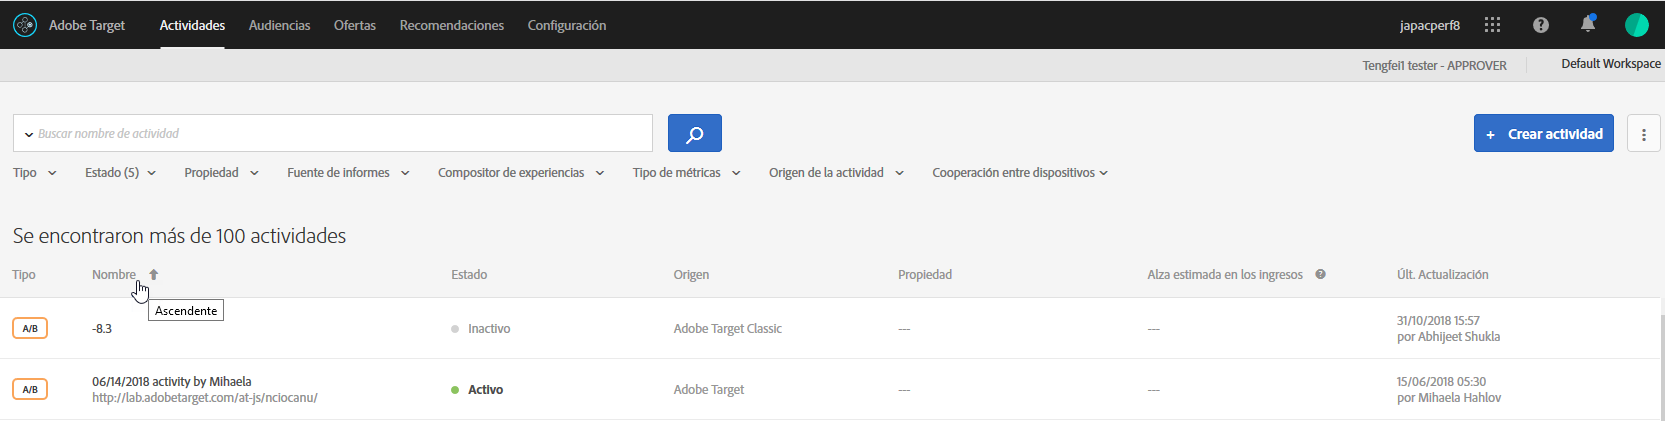 Adobe Target Actividades Audiencias Ofertas Recomendaciones Configuración japacperf8
Tengfei1 tester - APPROVER Default Workspace
Buscar nombre de actividad + Crear actividad
Tipo Estado (5) Propiedad Fuente de informes Compositor de experiencias Tipo de métricas Origen de la actividad Cooperación entre dispositivos
Se encontraron más de 100 actividades
Tipo Nombre Estado Origen Propiedad Alza estimada en los ingresos Últ. Actualización
Ascendente
A/B -8.3 Inactivo Adobe Target Classic --- --- 31/10/2018 15:57
por Abhijeet Shukla
A/B 06/14/2018 activity by Mihaela Activo Adobe Target --- --- 15/06/2018 05:30
http://lab.adobetarget.com/at-js/nciocanu/ por Mihaela Hahlov